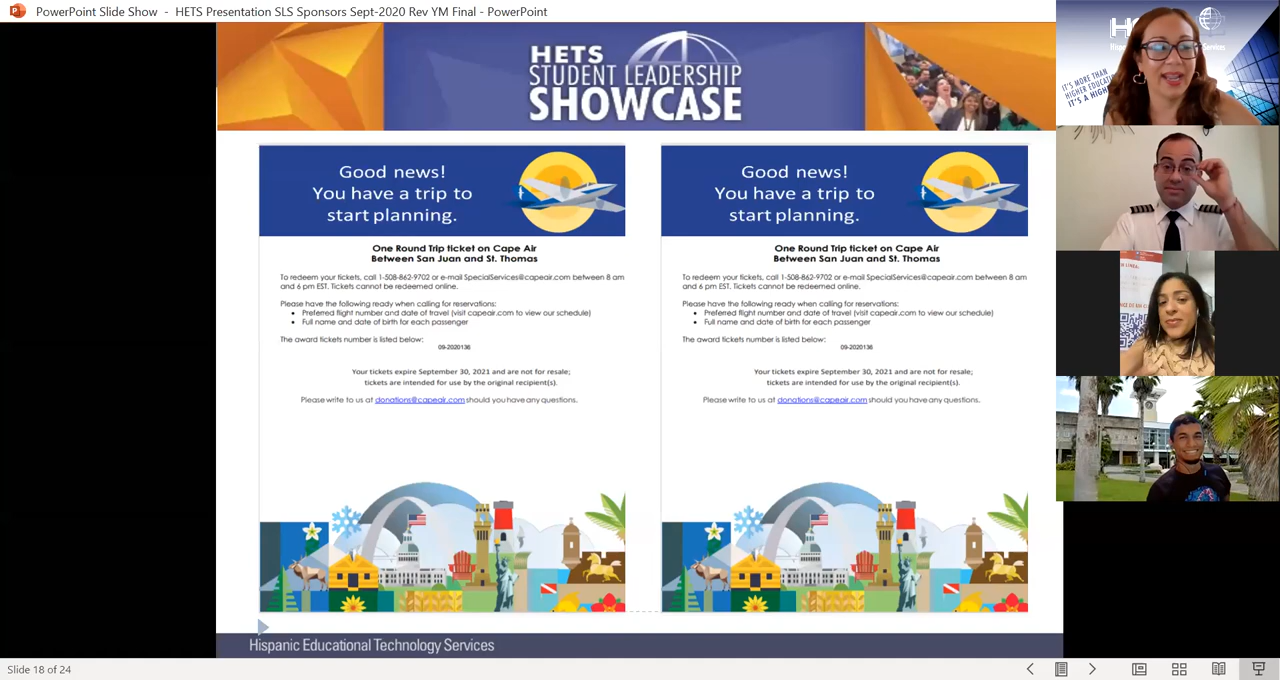 PowerPoint Slide Show - HETS Presentation SLS Sponsors Sept-2020 Rev YM Final - PowerPoint
HETS
STUDENT LEADERSHIP
SHOWCASE
Good news!
You have a trip to
start planning.
One Round Trip ticket on Cape Air
Between San Juan and St. Thomas
To redeem your tickets, call 1-508-862-9702 or e-mail SpecialServices@capeair.com between 8 am
and 6 pm EST. Tickets cannot be redeemed online.
Please have the following ready when calling for reservations:
• Preferred flight number and date of travel (visit capeair.com to view our schedule)
• Full name and date of birth for each passenger
The award tickets number is listed below:
09-2020136
Your tickets expire September 30, 2021 and are not for resale;
tickets are intended for use by the original recipient(s).
Please write to us at donations@capeair.com should you have any questions.
Good news!
You have a trip to
start planning.
One Round Trip ticket on Cape Air
Between San Juan and St. Thomas
To redeem your tickets, call 1-508-862-9702 or e-mail SpecialServices@capeair.com between 8 am
and 6 pm EST. Tickets cannot be redeemed online.
Please have the following ready when calling for reservations:
• Preferred flight number and date of travel (visit capeair.com to view our schedule)
• Full name and date of birth for each passenger
The award tickets number is listed below:
09-2020136
Your tickets expire September 30, 2021 and are not for resale;
tickets are intended for use by the original recipient(s).
Please write to us at donations@capeair.com should you have any questions.
Hispanic Educational Technology Services
Slide 18 of 24
IT'S MORE THAN
HIGHER
IT'S A